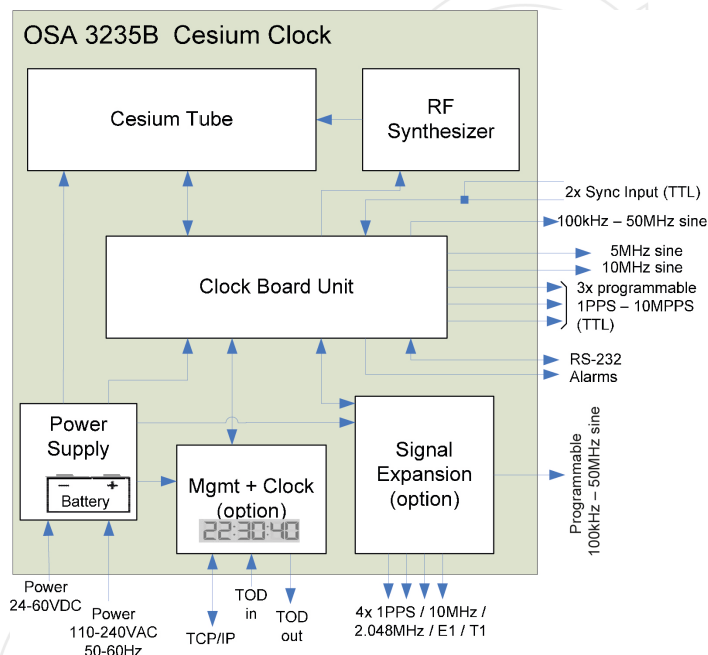 OSA 3235B Cesium Clock
Cesium Tube
RF
Synthesizer
2x Sync Input (TTL)
100kHz – 50MHz sine
5MHz sine
10MHz sine
3x programmable
1PPS – 10MPPS
(TTL)
Clock Board Unit
RS-232
Alarms
Power
Supply
– +
Battery
Mgmt + Clock
(option)
22:30:40
Signal
Expansion
(option)
Programmable
100kHz – 50MHz sine
Power
24-60VDC
Power
110-240VAC
50-60Hz
TCP/IP
TOD
in
TOD
out
4x 1PPS / 10MHz /
2.048MHz / E1 / T1